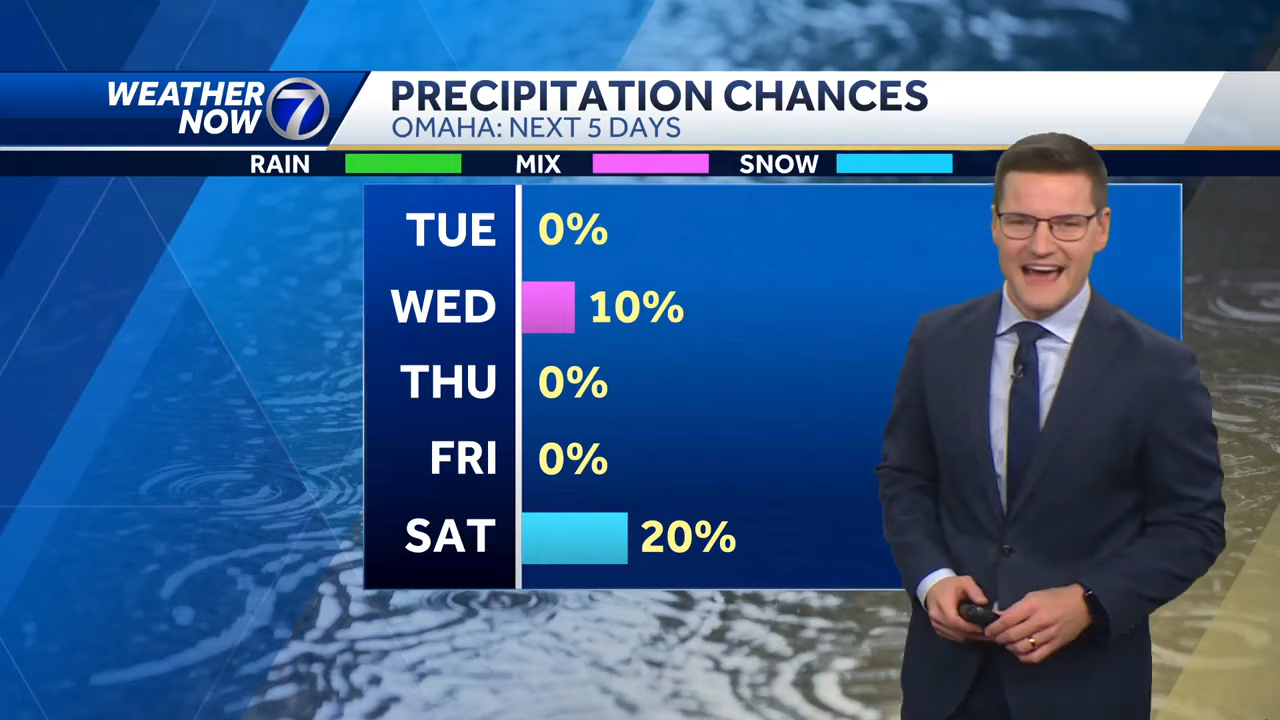 WEATHER
NOW 7
PRECIPITATION CHANCES
OMAHA: NEXT 5 DAYS
RAIN MIX SNOW
TUE 0%
WED 10%
THU 0%
FRI 0%
SAT 20%